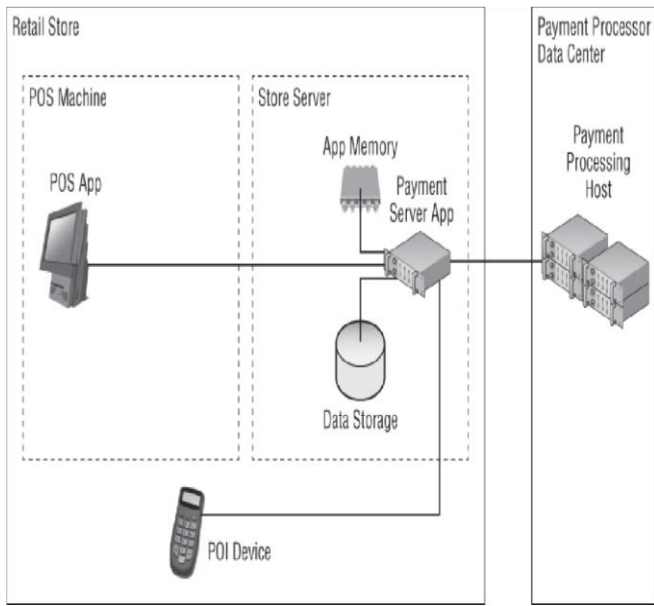 Retail Store
Payment Processor
Data Center
POS Machine
Store Server
App Memory
Payment
Processing
Host
POS App
Payment
Server App
Data Storage
POI Device